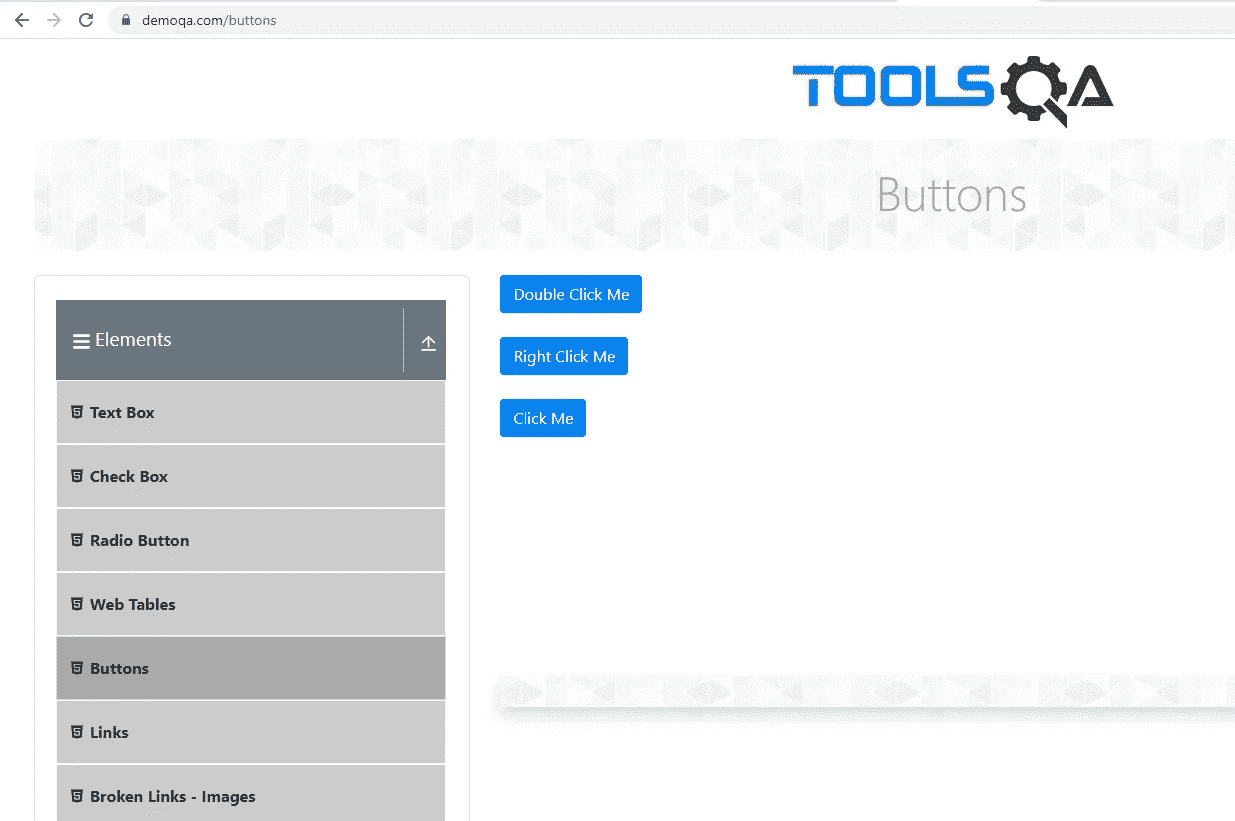 demoqa.com/buttons
TOOLSQA
Buttons
Elements
Text Box
Check Box
Radio Button
Web Tables
Buttons
Links
Broken Links - Images
Double Click Me
Right Click Me
Click Me